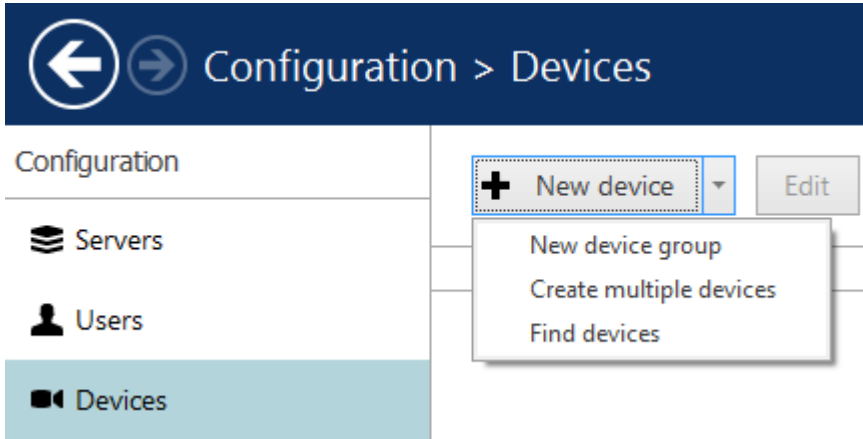 Configuration > Devices
Configuration
New device
Edit
New device group
Create multiple devices
Find devices
Servers
Users
Devices